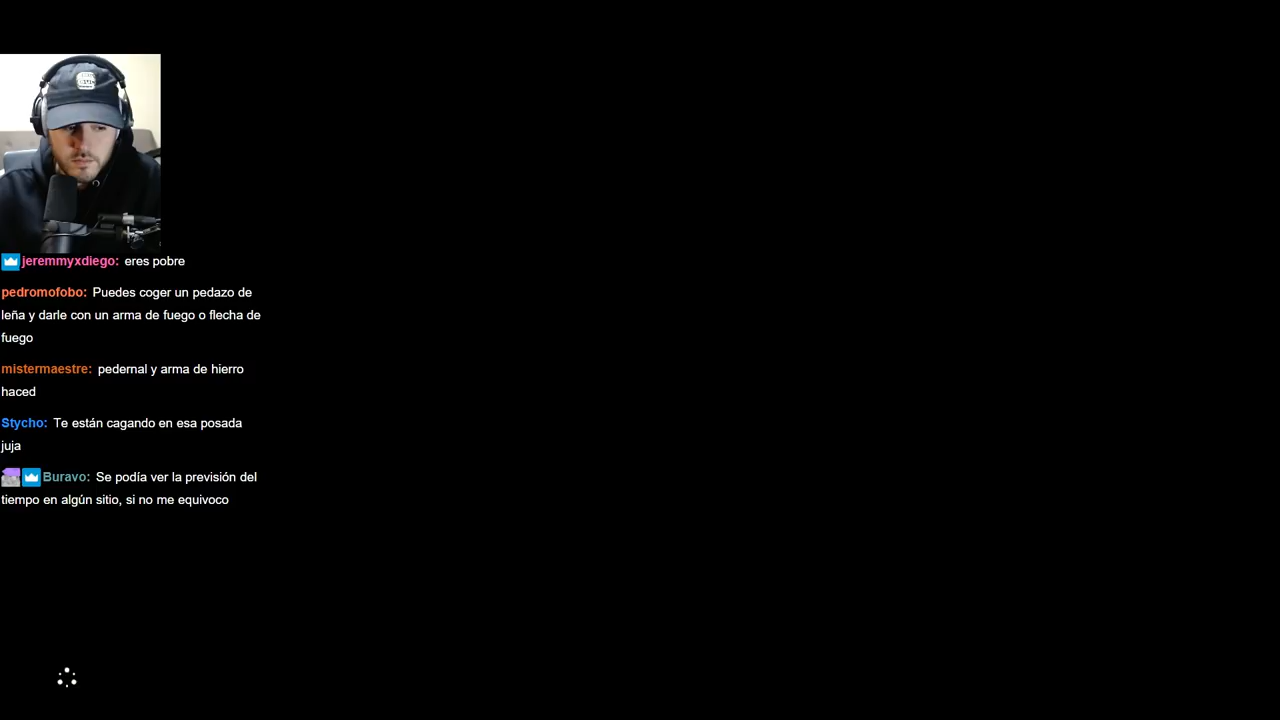 jeremmyxdiego: eres pobre
pedromofobo: Puedes coger un pedazo de
leña y darle con un arma de fuego o flecha de
fuego
mistermaestre: pedernal y arma de hierro
haced
Stycho: Te están cagando en esa posada
juja
Buravo: Se podía ver la previsión del
tiempo en algún sitio, si no me equivoco